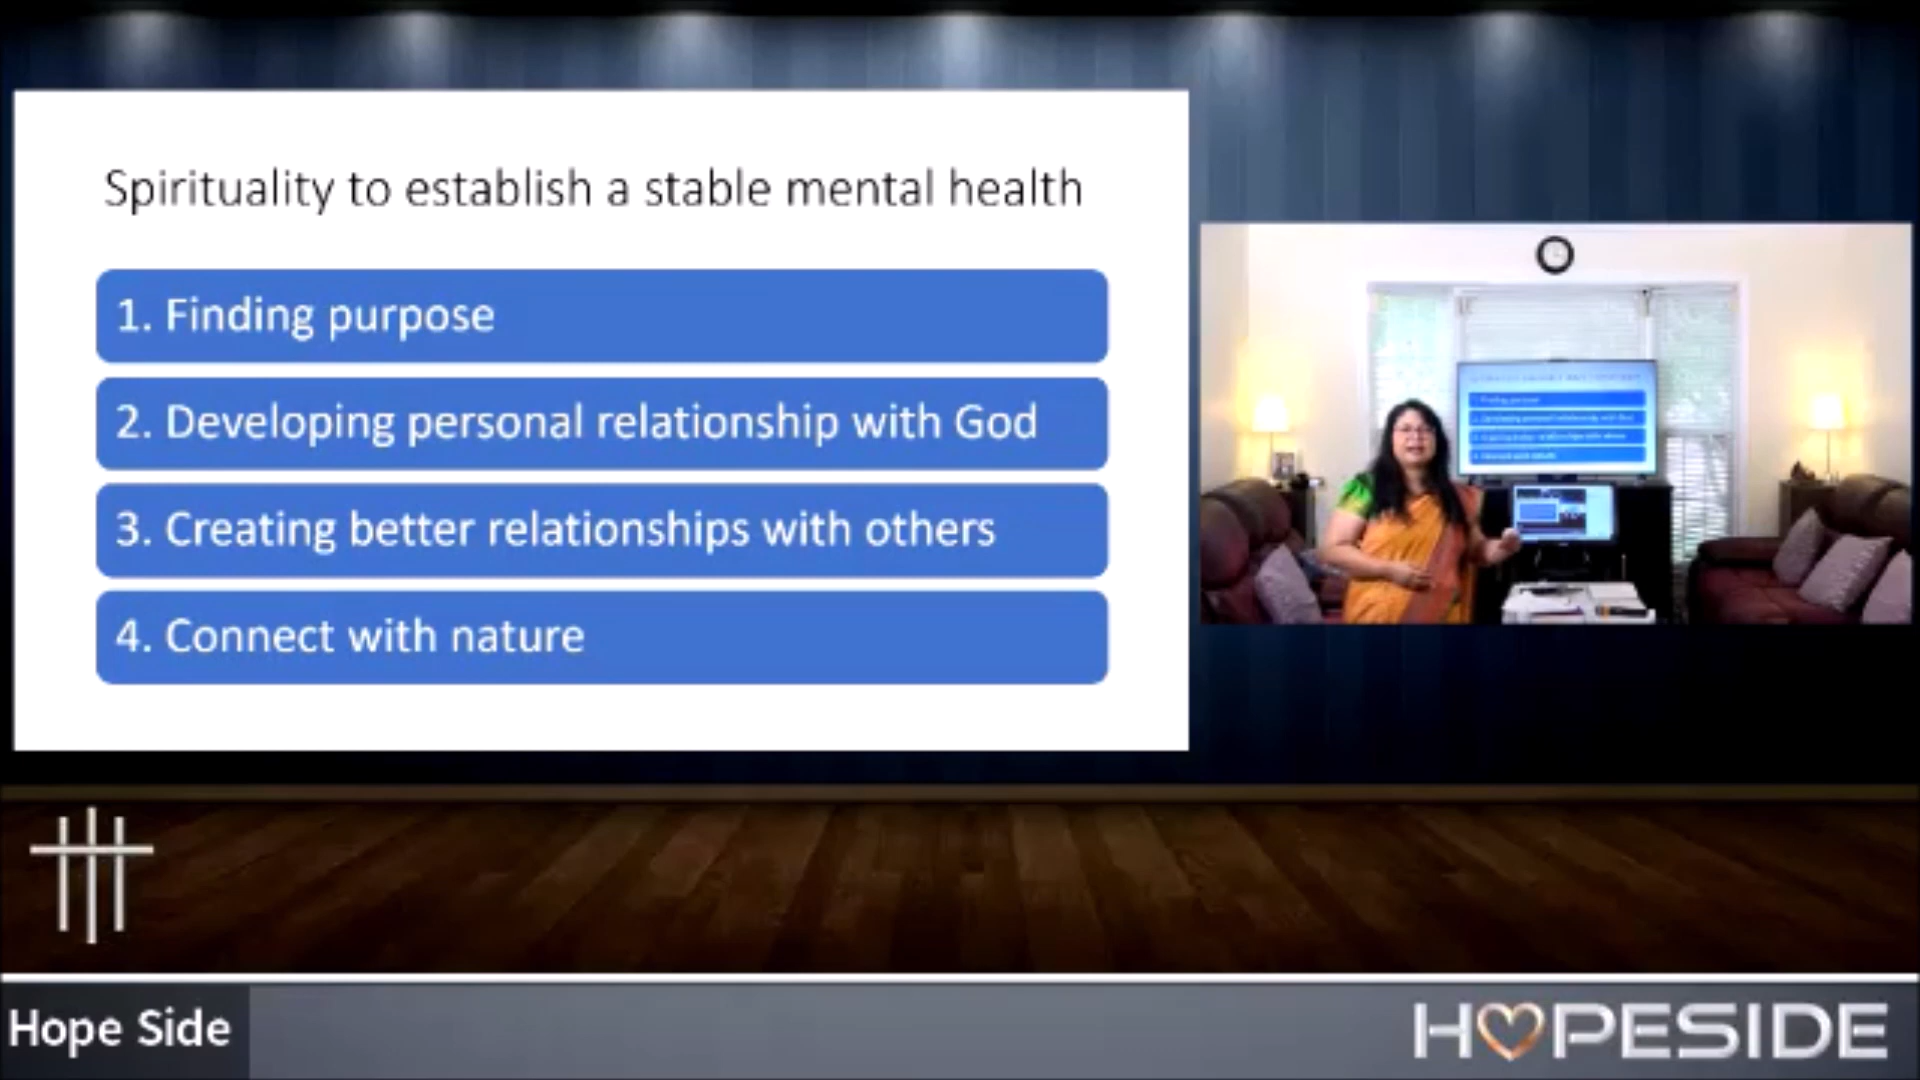 Spirituality to establish a stable mental health
1. Finding purpose
2. Developing personal relationship with God
3. Creating better relationships with others
4. Connect with nature
Hope Side
HOPESIDE